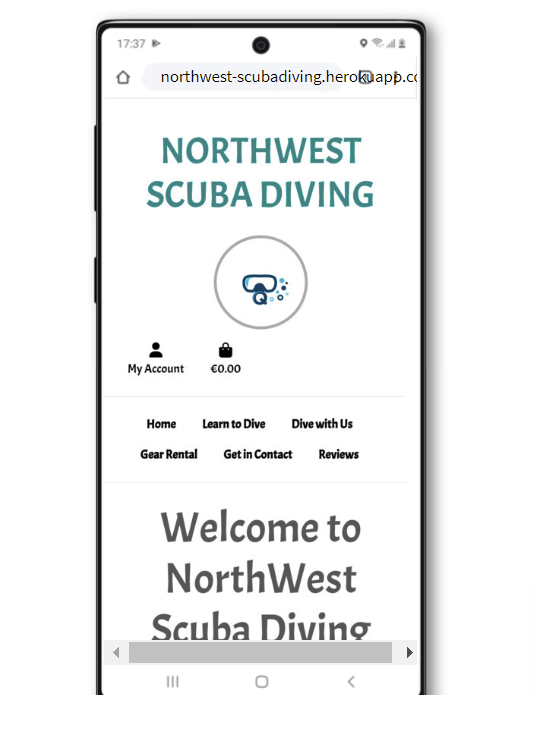 17:37
northwest-scubadiving.herokuapp.co
NORTHWEST
SCUBA DIVING
My Account €0.00
Home Learn to Dive Dive with Us
Gear Rental Get in Contact Reviews
Welcome to
NorthWest
Scuba Diving